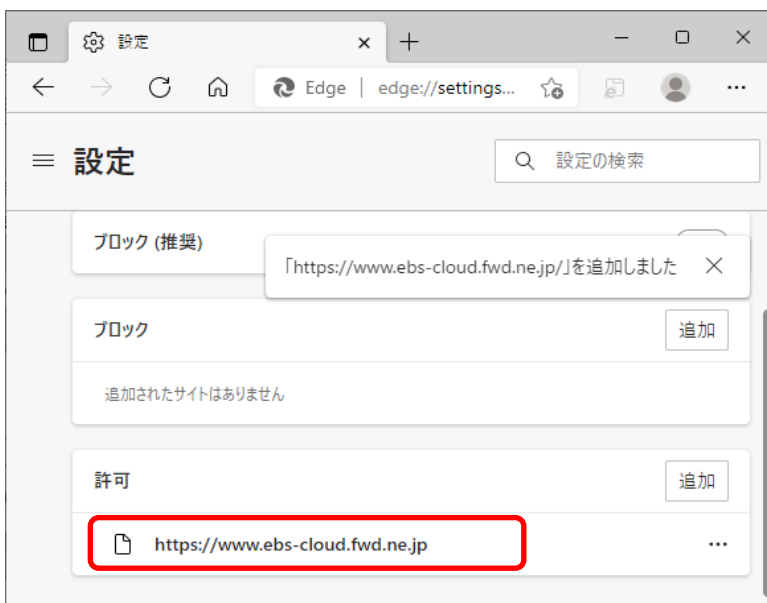 設定
Edge | edge://settings...
設定
設定の検索
ブロック (推奨)
「https://www.ebs-cloud.fwd.ne.jp/」を追加しました
ブロック
追加
追加されたサイトはありません
許可
追加
https://www.ebs-cloud.fwd.ne.jp